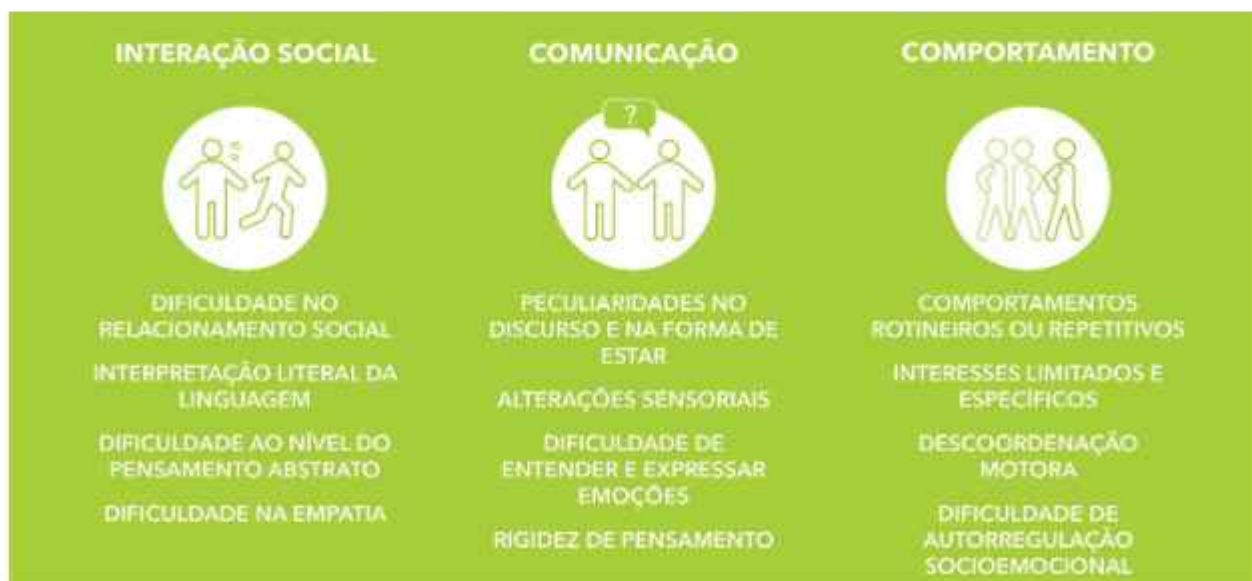 INTERAÇÃO SOCIAL
DIFICULDADE NO
RELACIONAMENTO SOCIAL
INTERPRETAÇÃO LITERAL DA
LINGUAGEM
DIFICULDADE AO NÍVEL DO
PENSAMENTO ABSTRATO
DIFICULDADE NA EMPATIA
COMUNICAÇÃO
?
PECULIARIDADES NO
DISCURSO E NA FORMA DE
ESTAR
ALTERAÇÕES SENSORIAIS
DIFICULDADE DE
ENTENDER E EXPRESSAR
EMOÇÕES
RIGIDEZ DE PENSAMENTO
COMPORTAMENTO
COMPORTAMENTOS
ROTINEIROS OU REPETITIVOS
INTERESSES LIMITADOS E
ESPECÍFICOS
DESCOORDENAÇÃO
MOTORA
DIFICULDADE DE
AUTORREGULAÇÃO
SOCIOEMOCIONAL